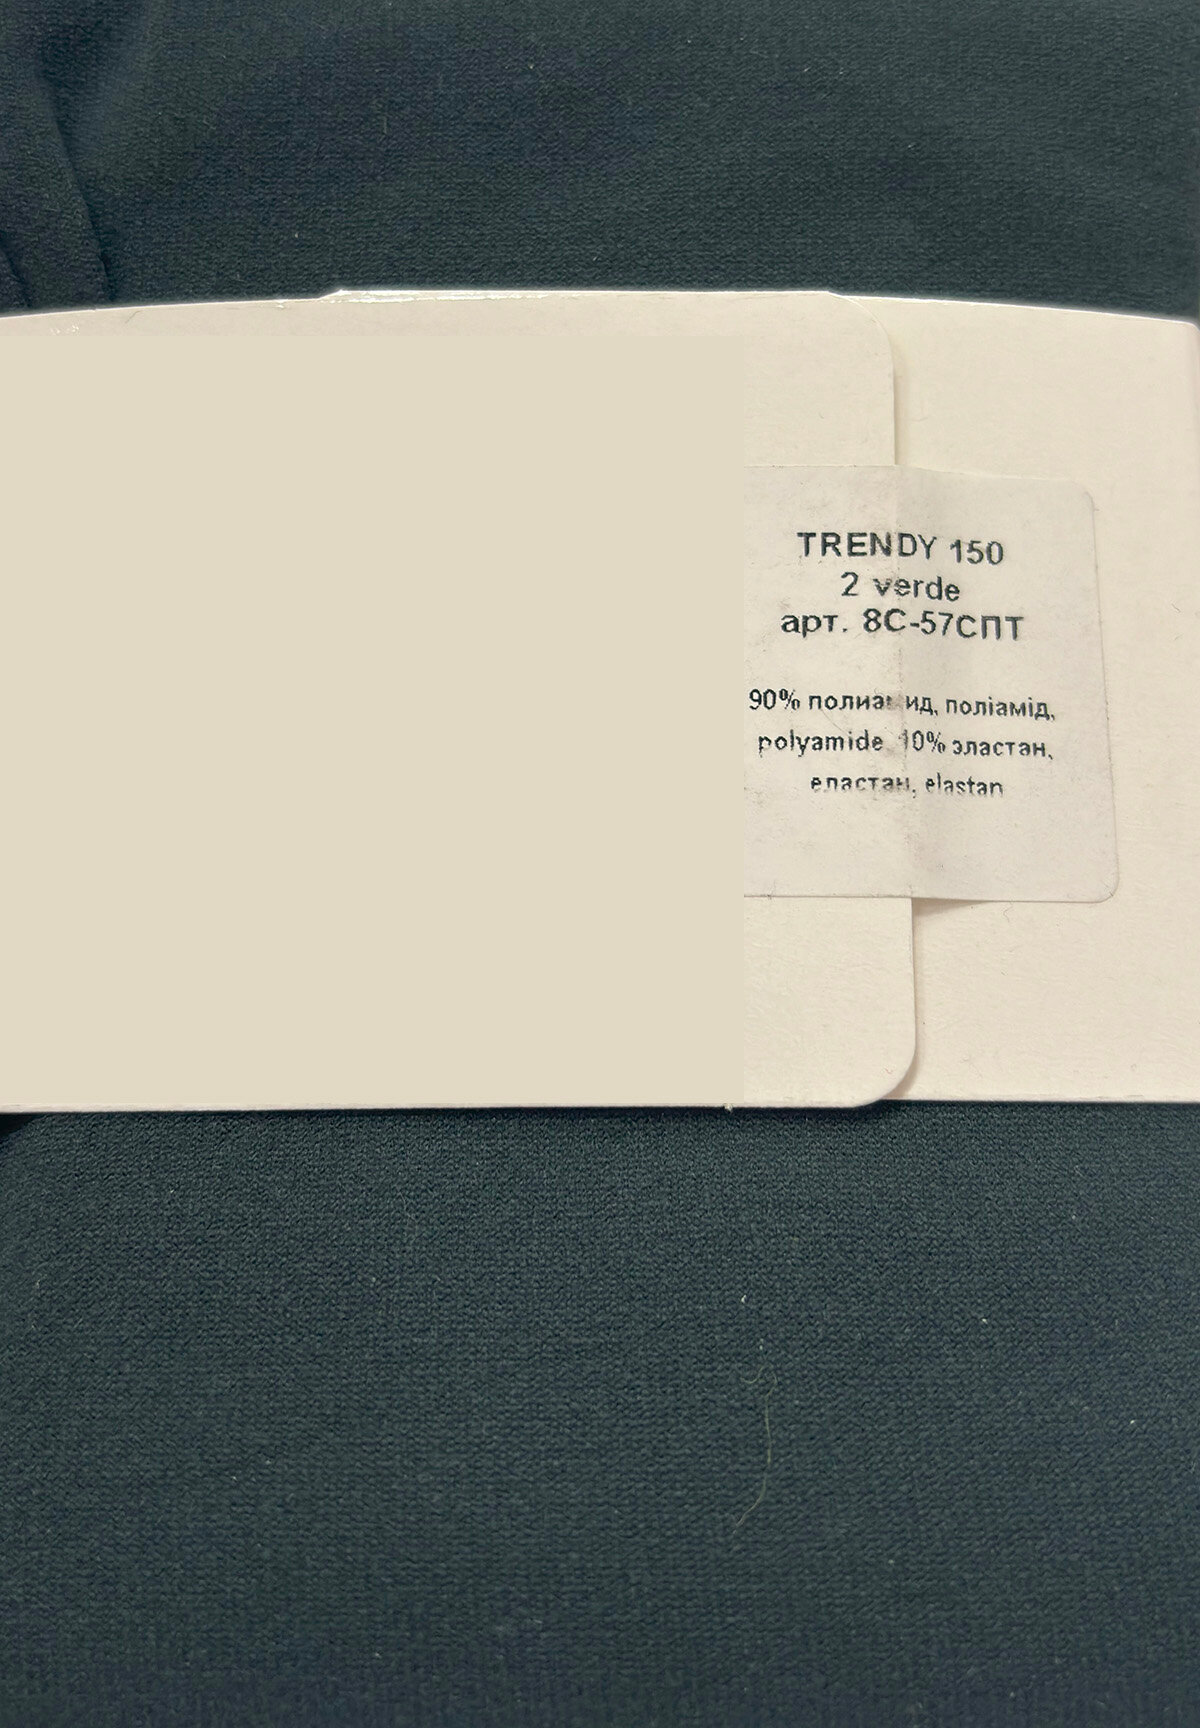 TRENDY 150
2 verde
арт. 8С-57СПТ
90% полиамид, поліамід,
polyamide, 10% эластан,
еластан, elastan